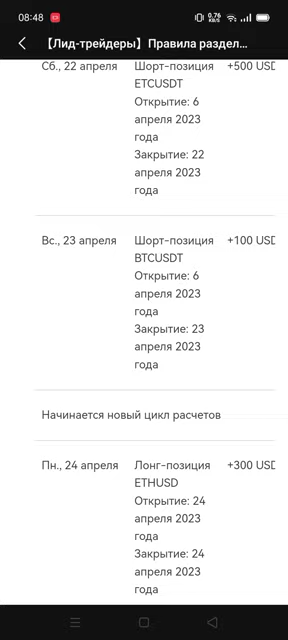 08:48 0,76 KB/S
【Лид-трейдеры】Правила раздел...
Сб., 22 апреля Шорт-позиция +500 USD
ETCUSDT
Открытие: 6
апреля 2023
года
Закрытие: 22
апреля 2023
года
Вс., 23 апреля Шорт-позиция +100 USD
BTCUSDT
Открытие: 6
апреля 2023
года
Закрытие: 23
апреля 2023
года
Начинается новый цикл расчетов
Пн., 24 апреля Лонг-позиция +300 USD
ETHUSD
Открытие: 24
апреля 2023
года
Закрытие: 24
апреля 2023
года